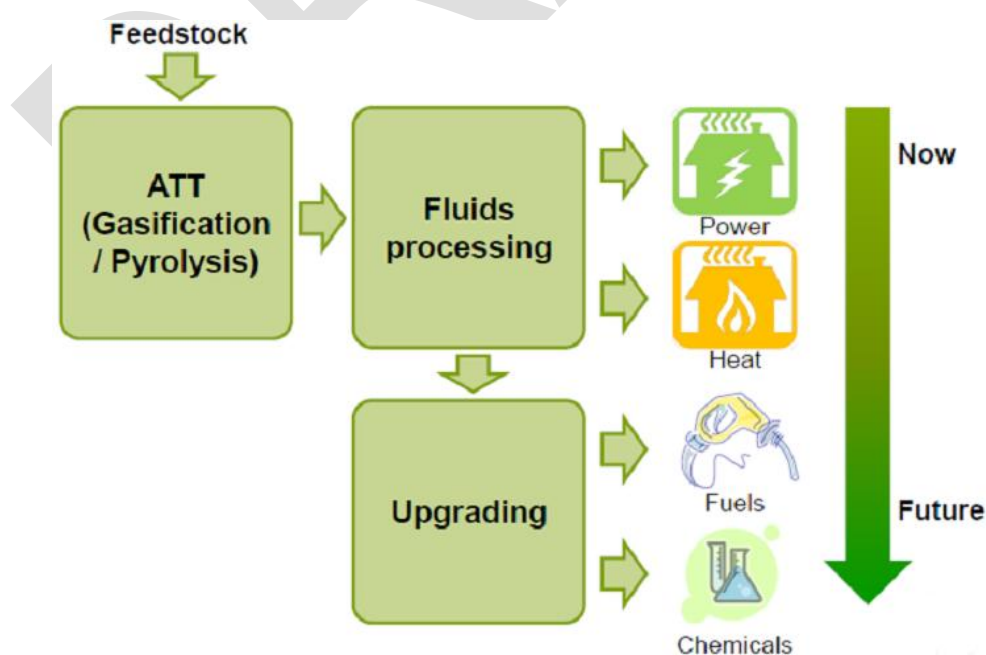 Feedstock
ATT
(Gasification
/ Pyrolysis)
Fluids
processing
Power
Heat
Upgrading
Fuels
Chemicals
Now
Future